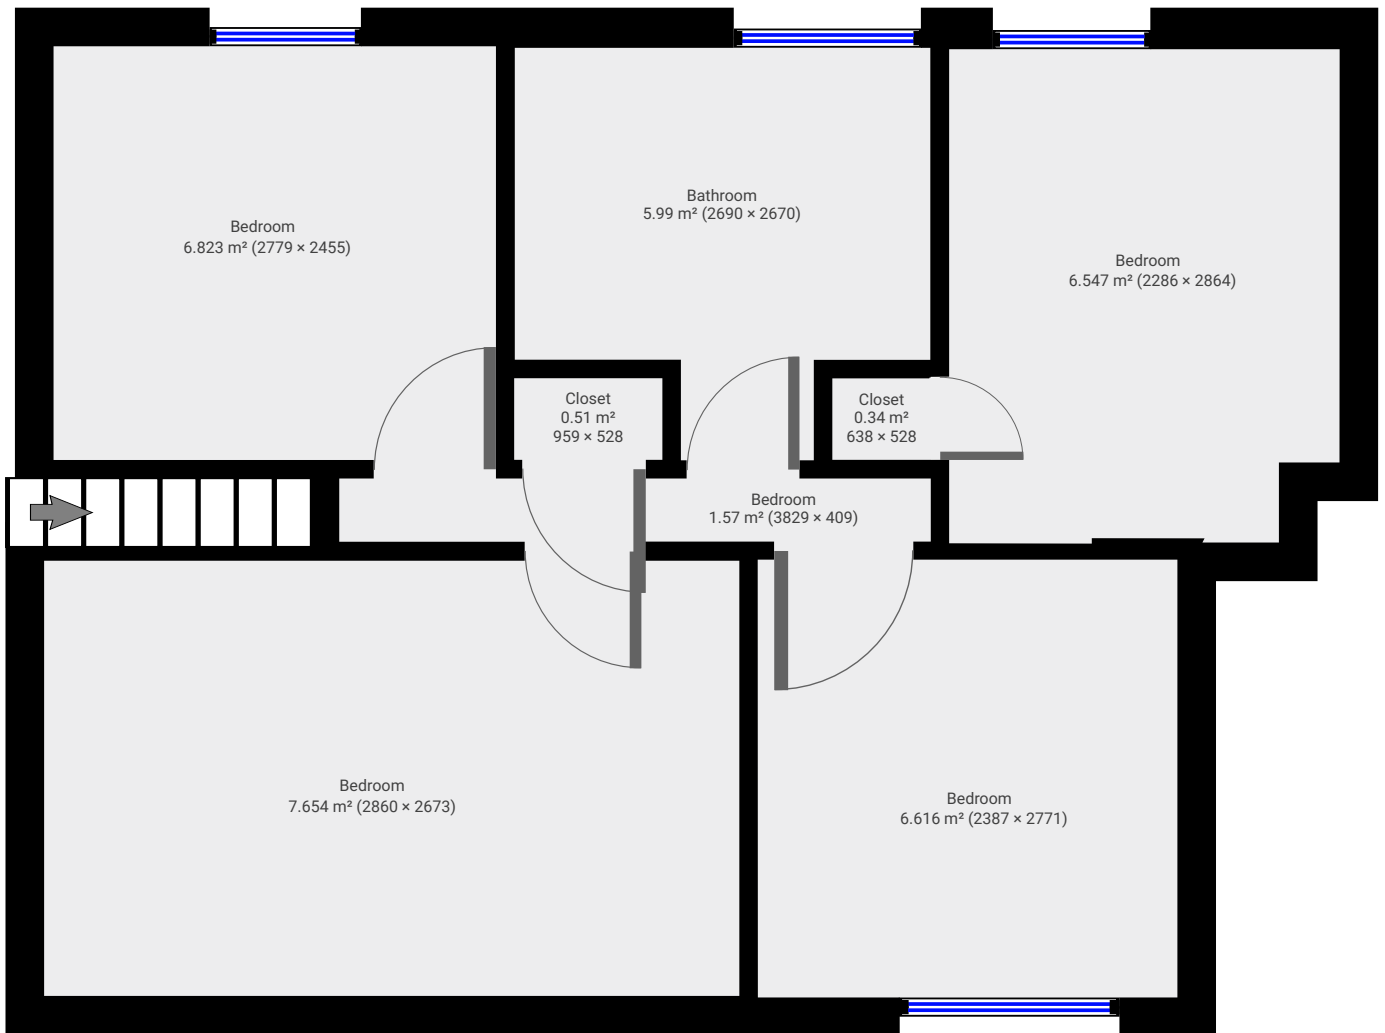 Bedroom
6.823 m² (2779 × 2455)
Bathroom
5.99 m² (2690 × 2670)
Bedroom
6.547 m² (2286 × 2864)
Closet
0.51 m²
959 × 528
Closet
0.34 m²
638 × 528
Bedroom
1.57 m² (3829 × 409)
Bedroom
7.654 m² (2860 × 2673)
Bedroom
6.616 m² (2387 × 2771)